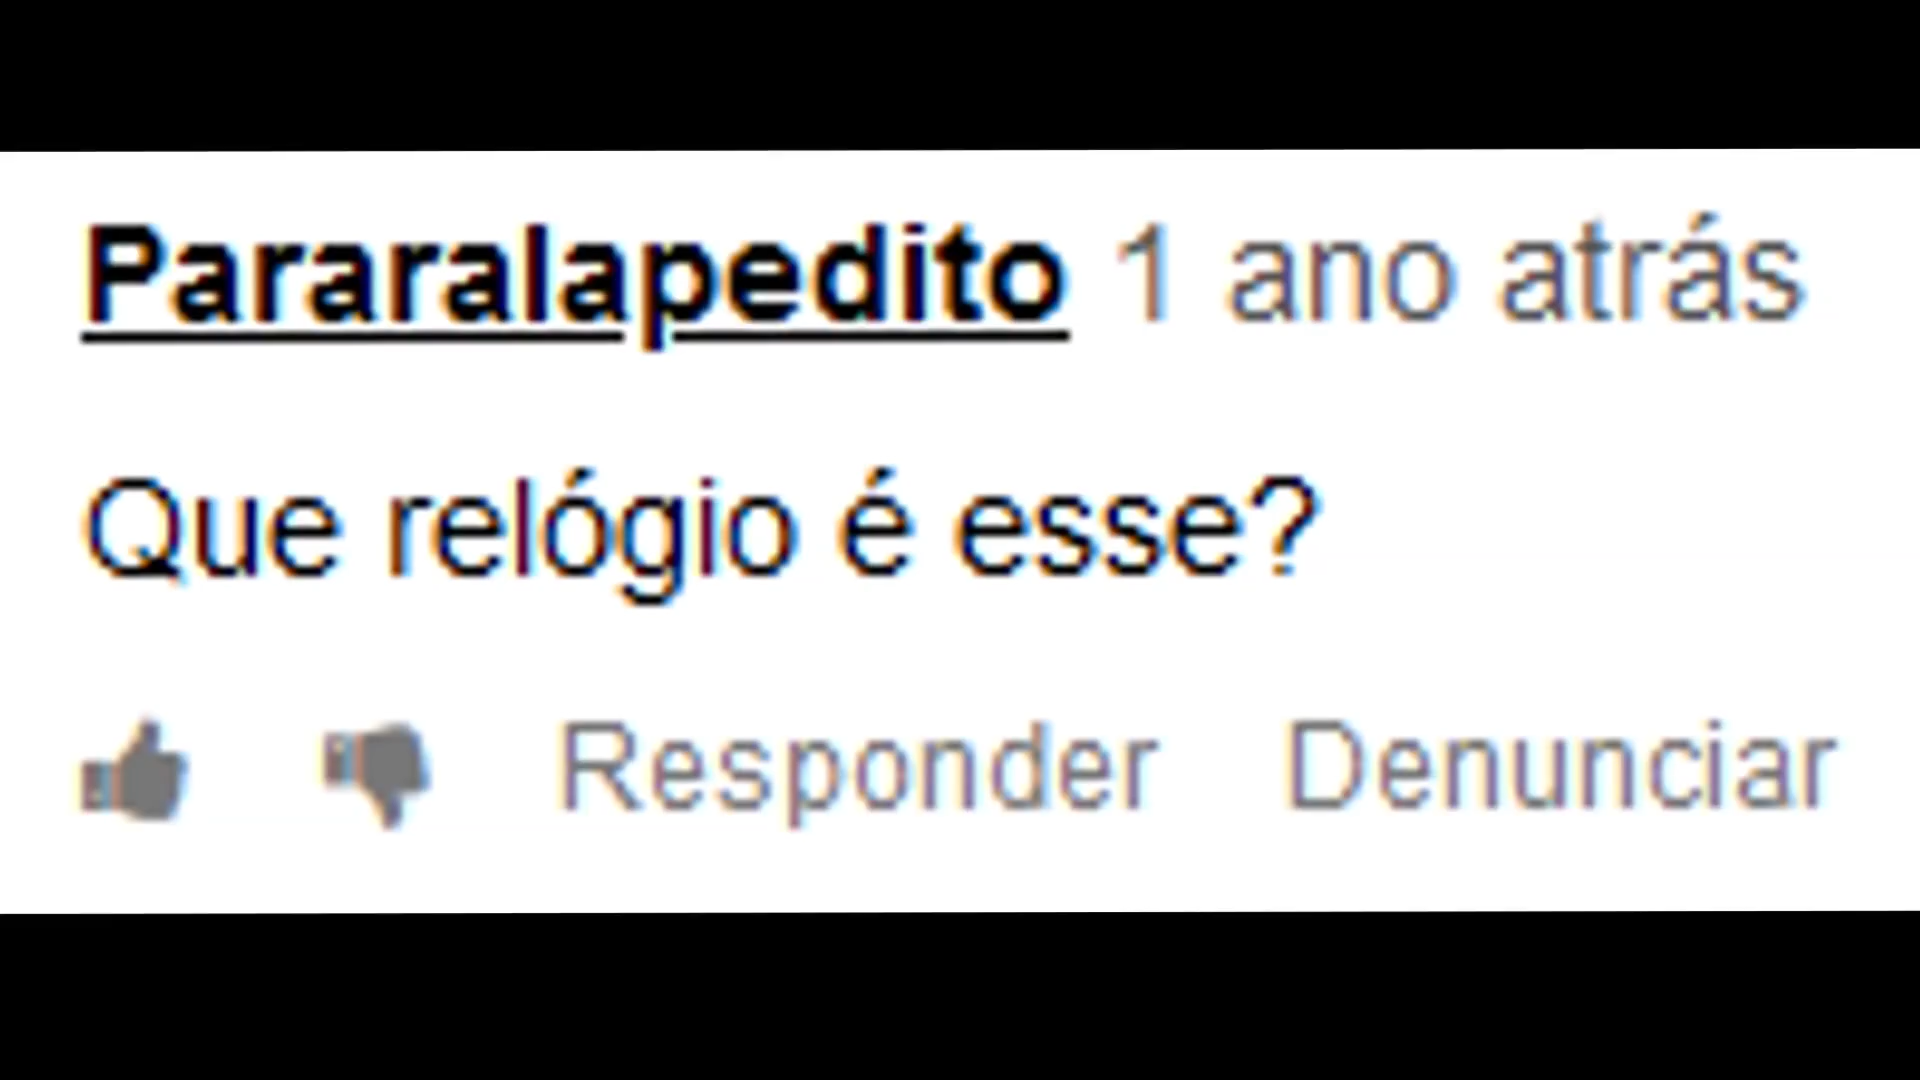 Pararalapedito 1 ano atrás
Que relógio é esse?
Responder Denunciar